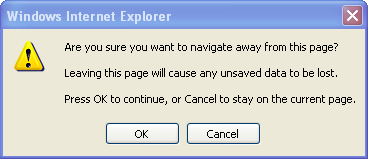 Windows Internet Explorer
Are you sure you want to navigate away from this page?
Leaving this page will cause any unsaved data to be lost.
Press OK to continue, or Cancel to stay on the current page.
OK
Cancel